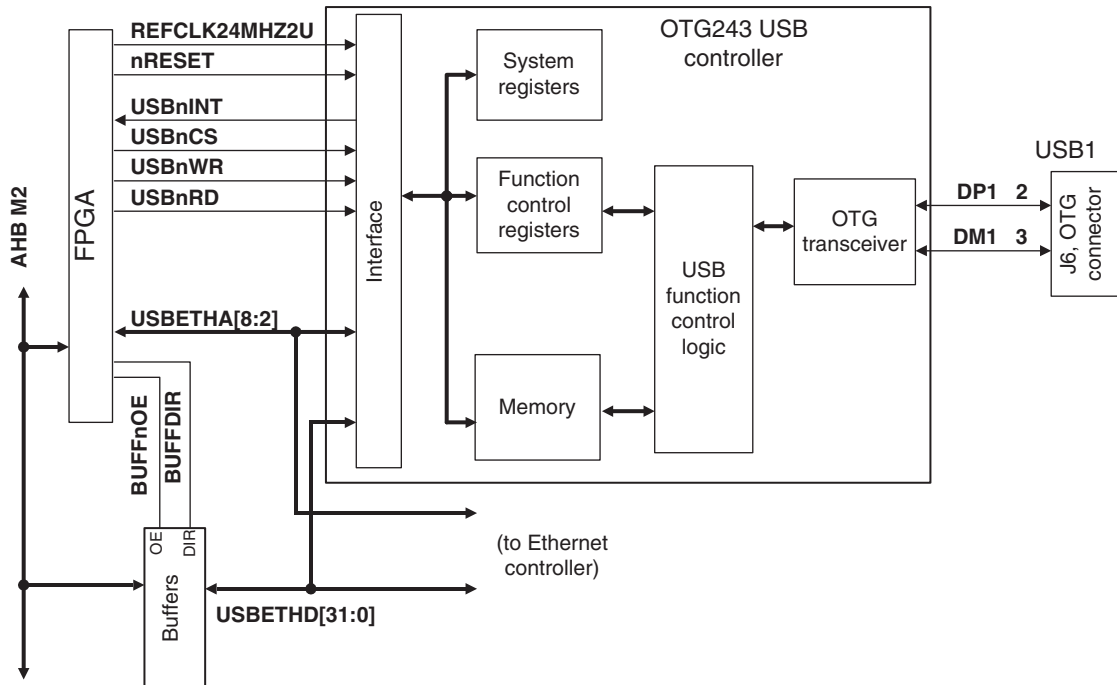 REFCLK24MHZ2U
nRESET
USBnINT
USBnCS
USBnWR
USBnRD
FPGA
AHB M2
USBETHA[8:2]
BUFFnOE
BUFFDIR
OE
DIR
Buffers
USBETHD[31:0]
(to Ethernet
controller)
Interface
OTG243 USB
controller
System
registers
Function
control
registers
Memory
USB
function
control
logic
OTG
transceiver
DP1 2
DM1 3
USB1
J6, OTG
connector